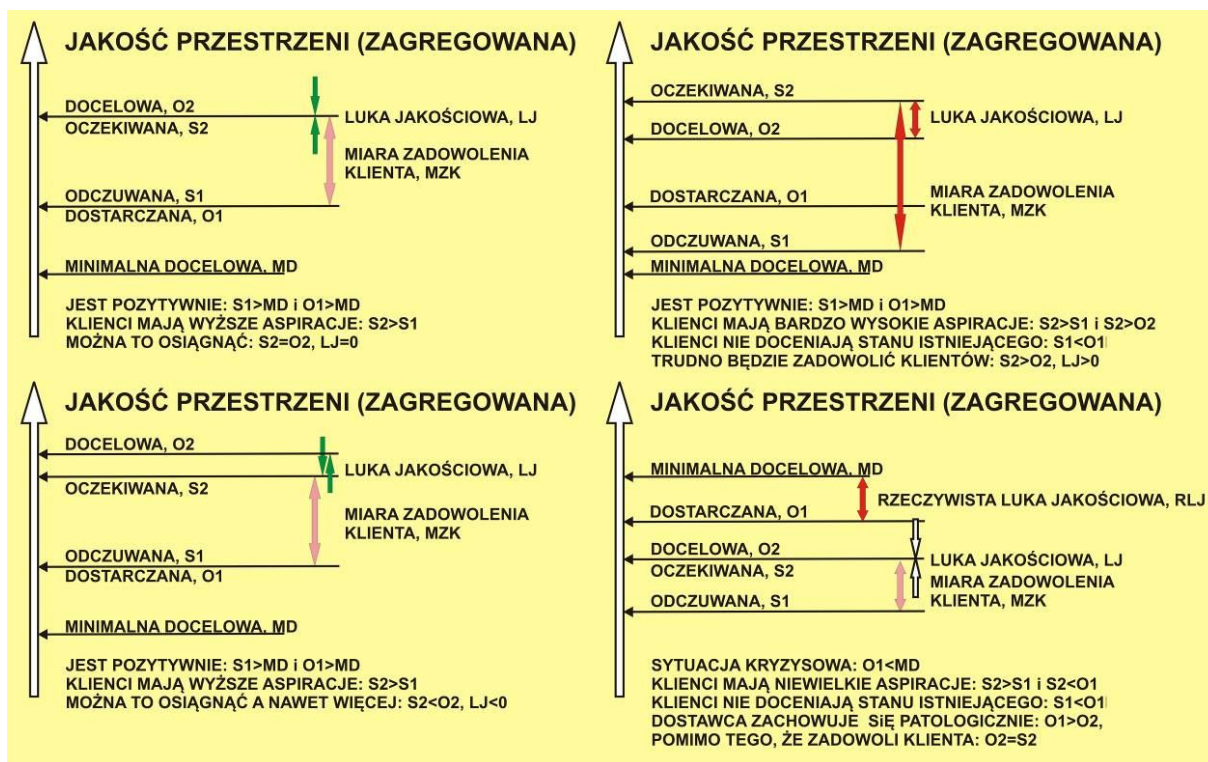 JAKOŚĆ PRZESTRZENI (ZAGREGOWANA)
DOCELOWA, O2
OCZEKIWANA, S2
LUKA JAKOŚCIOWA, LJ
MIARA ZADOWOLENIA
KLIENTA, MZK
ODCZUWANA, S1
DOSTARCZANA, O1
MINIMALNA DOCELOWA, MD
JEST POZYTYWNIE: S1>MD i O1>MD
KLIENCI MAJĄ WYŻSZE ASPIRACJE: S2>S1
MOŻNA TO OSIĄGNĄĆ: S2=O2, LJ=0
JAKOŚĆ PRZESTRZENI (ZAGREGOWANA)
OCZEKIWANA, S2
LUKA JAKOŚCIOWA, LJ
DOCELOWA, O2
DOSTARCZANA, O1
MIARA ZADOWOLENIA
KLIENTA, MZK
ODCZUWANA, S1
MINIMALNA DOCELOWA, MD
JEST POZYTYWNIE: S1>MD i O1>MD
KLIENCI MAJĄ BARDZO WYSOKIE ASPIRACJE: S2>S1 i S2>O2
KLIENCI NIE DOCENIAJĄ STANU ISTNIEJĄCEGO: S1<O1
TRUDNO BĘDZIE ZADOWOLIĆ KLIENTÓW: S2>O2, LJ>0
JAKOŚĆ PRZESTRZENI (ZAGREGOWANA)
DOCELOWA, O2
LUKA JAKOŚCIOWA, LJ
OCZEKIWANA, S2
MIARA ZADOWOLENIA
KLIENTA, MZK
ODCZUWANA, S1
DOSTARCZANA, O1
MINIMALNA DOCELOWA, MD
JEST POZYTYWNIE: S1>MD i O1>MD
KLIENCI MAJĄ WYŻSZE ASPIRACJE: S2>S1
MOŻNA TO OSIĄGNĄĆ A NAWET WIĘCEJ: S2<O2, LJ<0
JAKOŚĆ PRZESTRZENI (ZAGREGOWANA)
MINIMALNA DOCELOWA, MD
RZECZYWISTA LUKA JAKOŚCIOWA, RLJ
DOSTARCZANA, O1
DOCELOWA, O2
LUKA JAKOŚCIOWA, LJ
OCZEKIWANA, S2
MIARA ZADOWOLENIA
KLIENTA, MZK
ODCZUWANA, S1
SYTUACJA KRYZYSOWA: O1<MD
KLIENCI MAJĄ NIEWIELKIE ASPIRACJE: S2>S1 i S2<O1
KLIENCI NIE DOCENIAJĄ STANU ISTNIEJĄCEGO: S1<O1
DOSTAWCA ZACHOWUJE SiĘ PATOLOGICZNIE: O1>O2,
POMIMO TEGO, ŻE ZADOWOLI KLIENTA: O2=S2